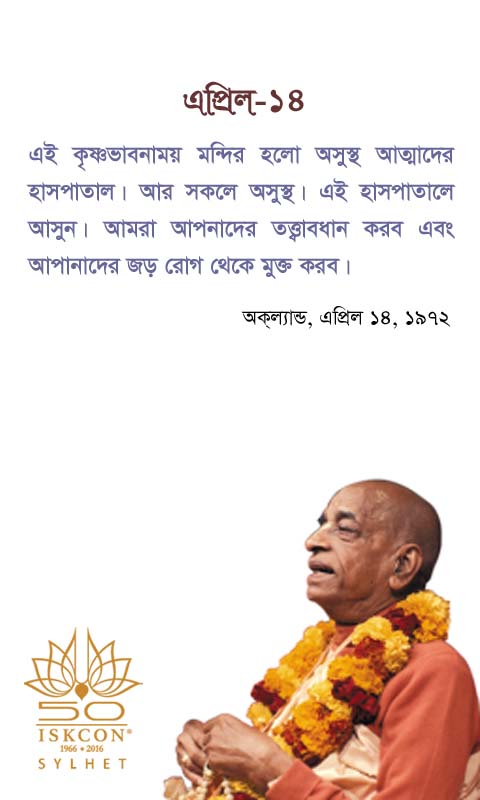 এপ্রিল-১৪
এই কৃষ্ণভাবনাময় মন্দির হলো অসুস্থ আত্মাদের
হাসপাতাল। আর সকলে অসুস্থ। এই হাসপাতালে
আসুন। আমরা আপনাদের তত্ত্বাবধান করব এবং
আপানাদের জড় রোগ থেকে মুক্ত করব।
অক্ল্যান্ড, এপ্রিল ১৪, ১৯৭২
50
ISKCON®
1966 • 2016
SYLHET